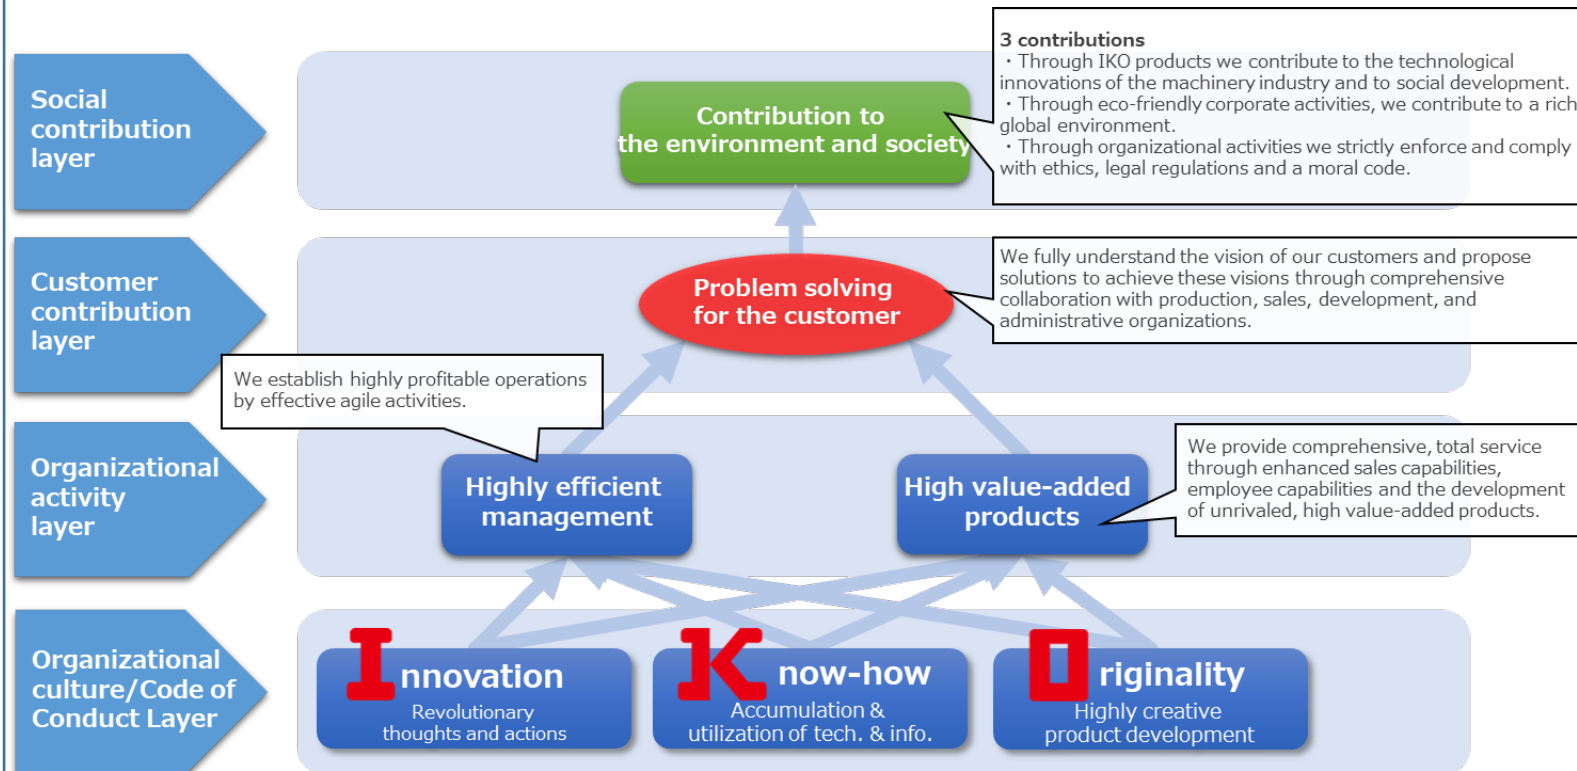 Social
contribution
layer
Contribution to
the environment and society
3 contributions
・Through IKO products we contribute to the technological
innovations of the machinery industry and to social development.
・Through eco-friendly corporate activities, we contribute to a rich
global environment.
・Through organizational activities we strictly enforce and comply
with ethics, legal regulations and a moral code.
Customer
contribution
layer
Problem solving
for the customer
We fully understand the vision of our customers and propose
solutions to achieve these visions through comprehensive
collaboration with production, sales, development, and
administrative organizations.
We establish highly profitable operations
by effective agile activities.
Organizational
activity
layer
Highly efficient
management
High value-added
products
We provide comprehensive, total service
through enhanced sales capabilities,
employee capabilities and the development
of unrivaled, high value-added products.
Organizational
culture/Code of
Conduct Layer
Innovation
Revolutionary
thoughts and actions
Know-how
Accumulation &
utilization of tech. & info.
Originality
Highly creative
product development